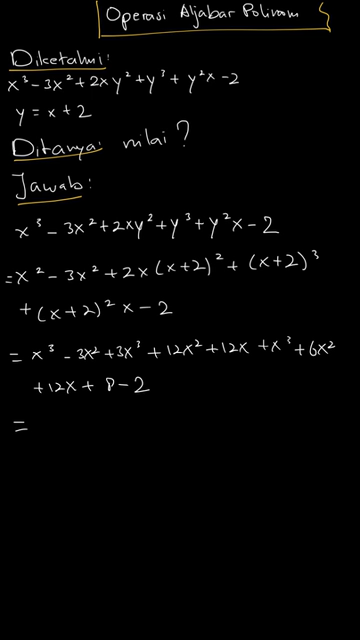 Operasi Aljabar Polinom
Diketahui:
x³ - 3x² + 2xy² + y³ + y²x - 2
y = x + 2
Ditanya: nilai?
Jawab:
x³ - 3x² + 2xy² + y³ + y²x - 2
= x² - 3x² + 2x(x+2)² + (x+2)³
+ (x+2)² x - 2
= x³ - 3x² + 3x³ + 12x² + 12x + x³ + 6x²
+ 12x + 8 - 2
=